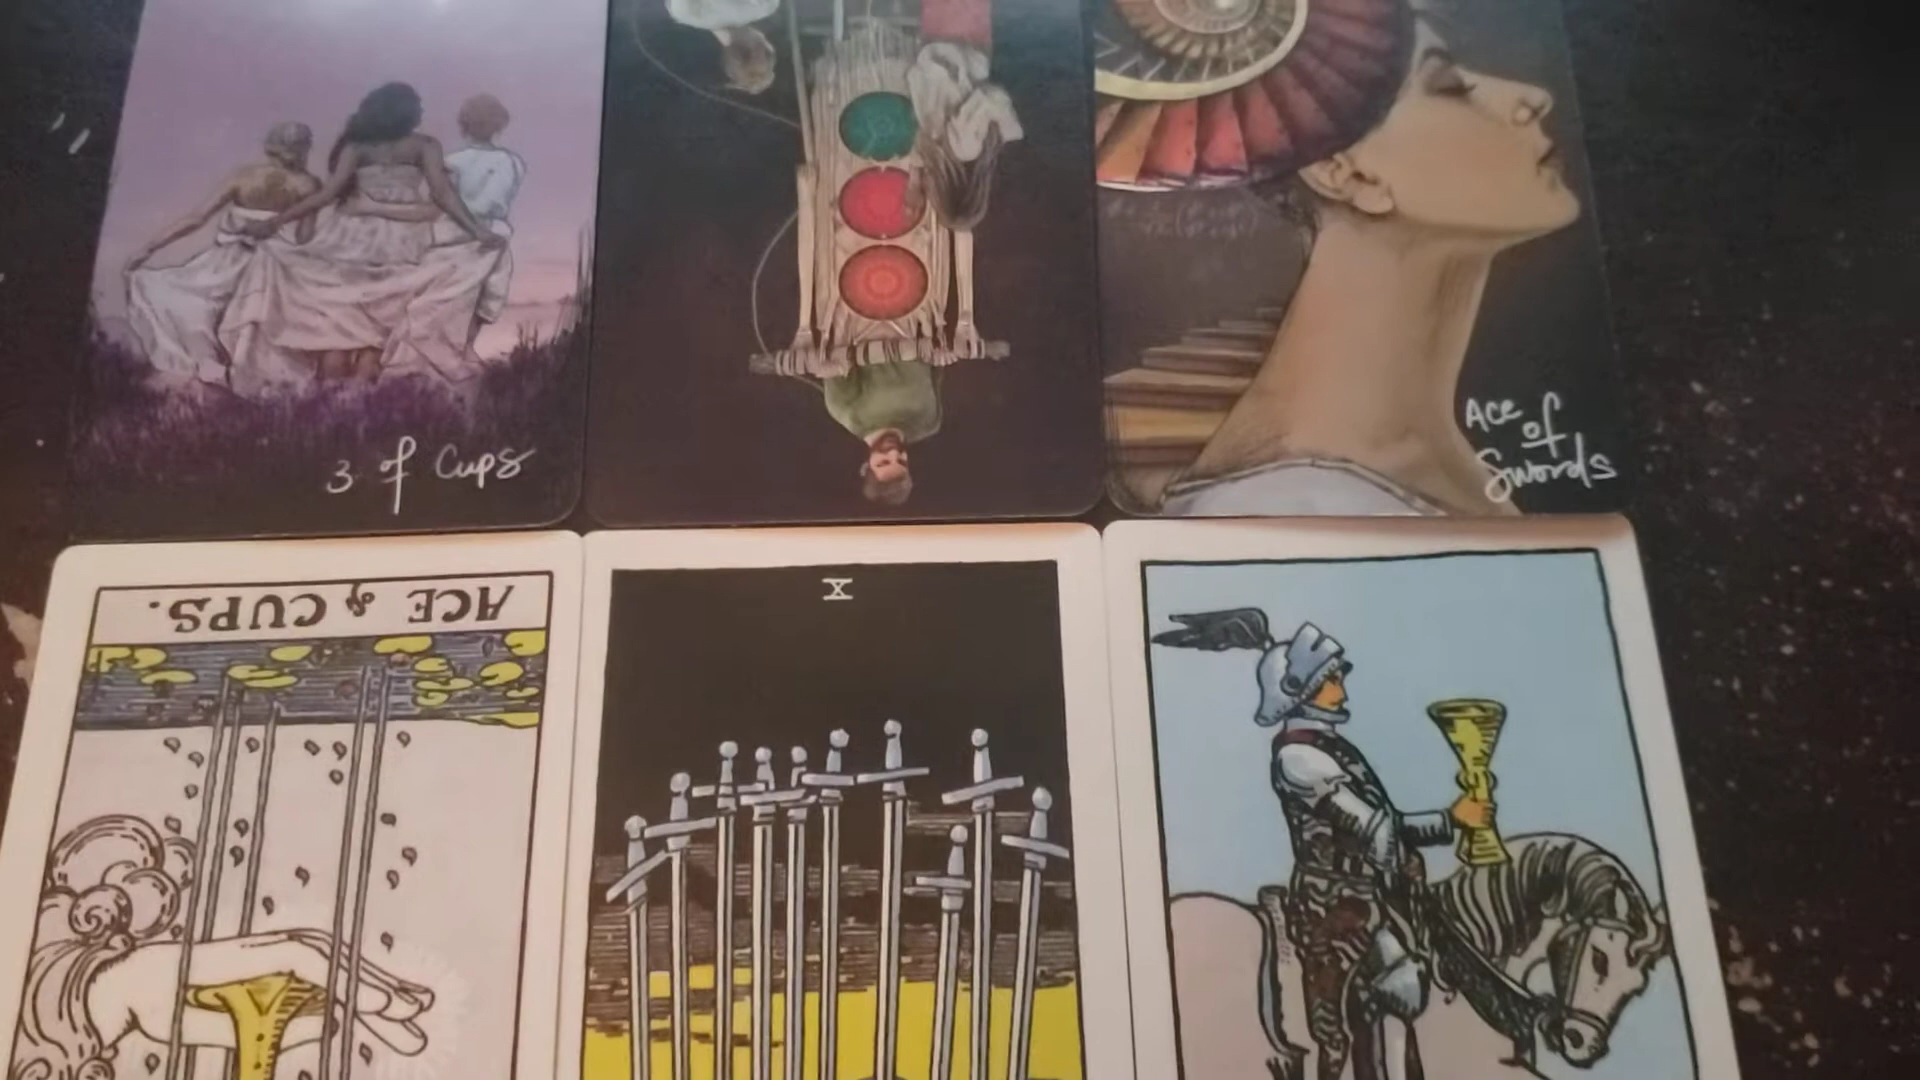 3 of Cups
Ace
of
Swords
ACE of CUPS.
X